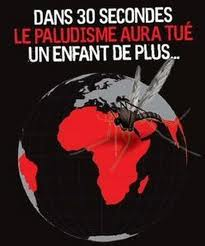 DANS 30 SECONDES
LE PALUDISME AURA TUÉ
UN ENFANT DE PLUS...